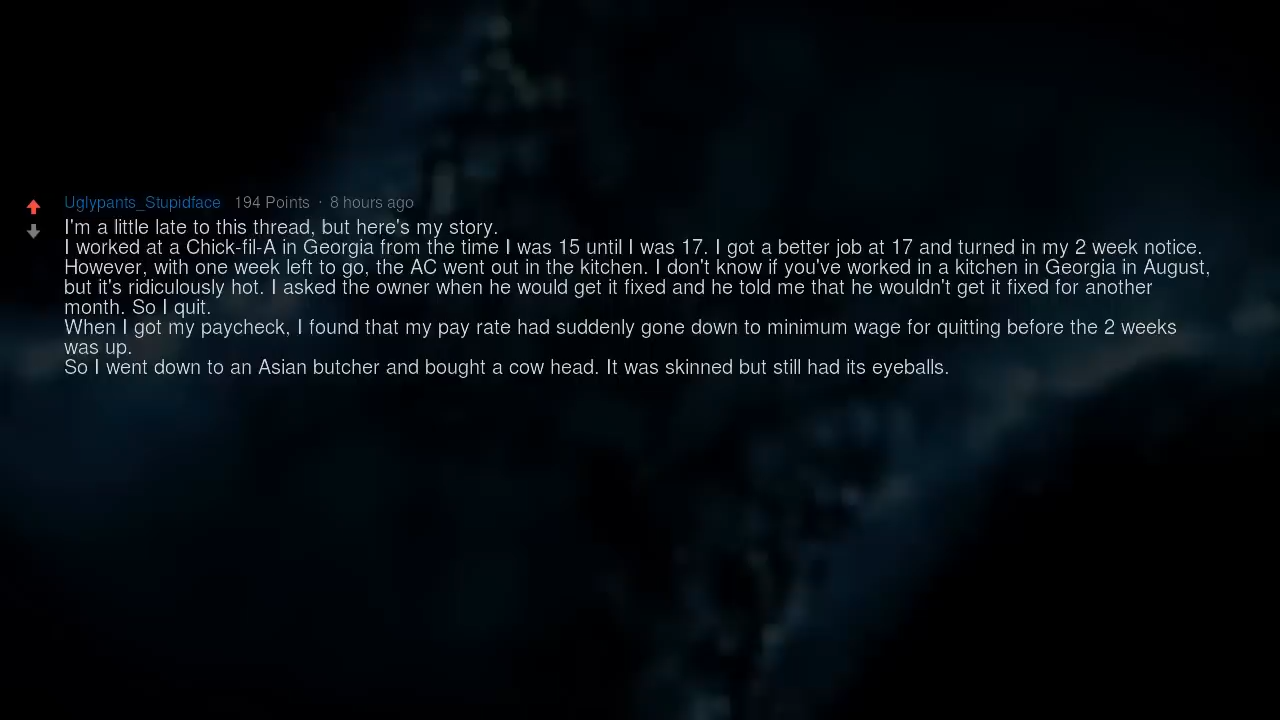 Uglypants_Stupidface 194 Points · 8 hours ago
I'm a little late to this thread, but here's my story.
I worked at a Chick-fil-A in Georgia from the time I was 15 until I was 17. I got a better job at 17 and turned in my 2 week notice.
However, with one week left to go, the AC went out in the kitchen. I don't know if you've worked in a kitchen in Georgia in August,
but it's ridiculously hot. I asked the owner when he would get it fixed and he told me that he wouldn't get it fixed for another
month. So I quit.
When I got my paycheck, I found that my pay rate had suddenly gone down to minimum wage for quitting before the 2 weeks
was up.
So I went down to an Asian butcher and bought a cow head. It was skinned but still had its eyeballs.